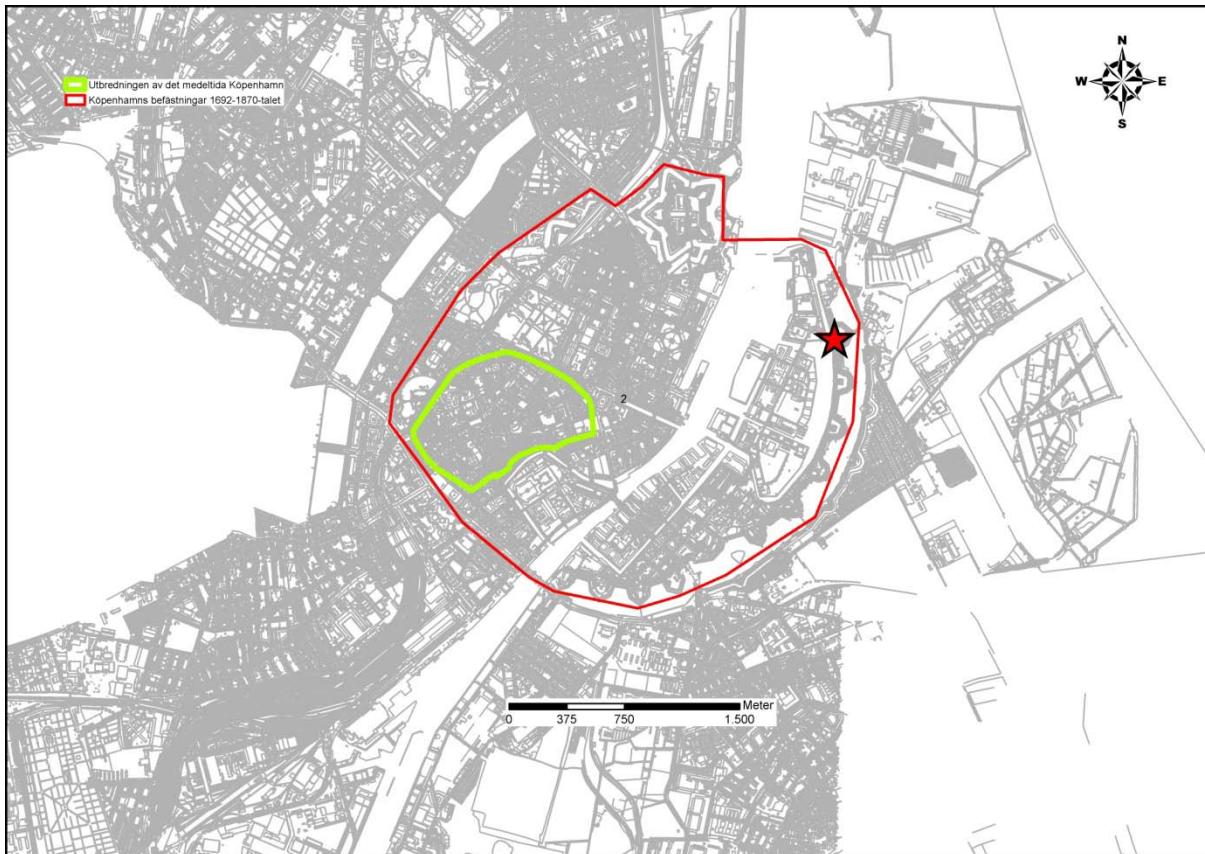 N
W E
S
Utbredningen av det medeltida Köpenhamn
Köpenhamns befästningar 1692-1870-talet
2
Meter
0 375 750 1.500